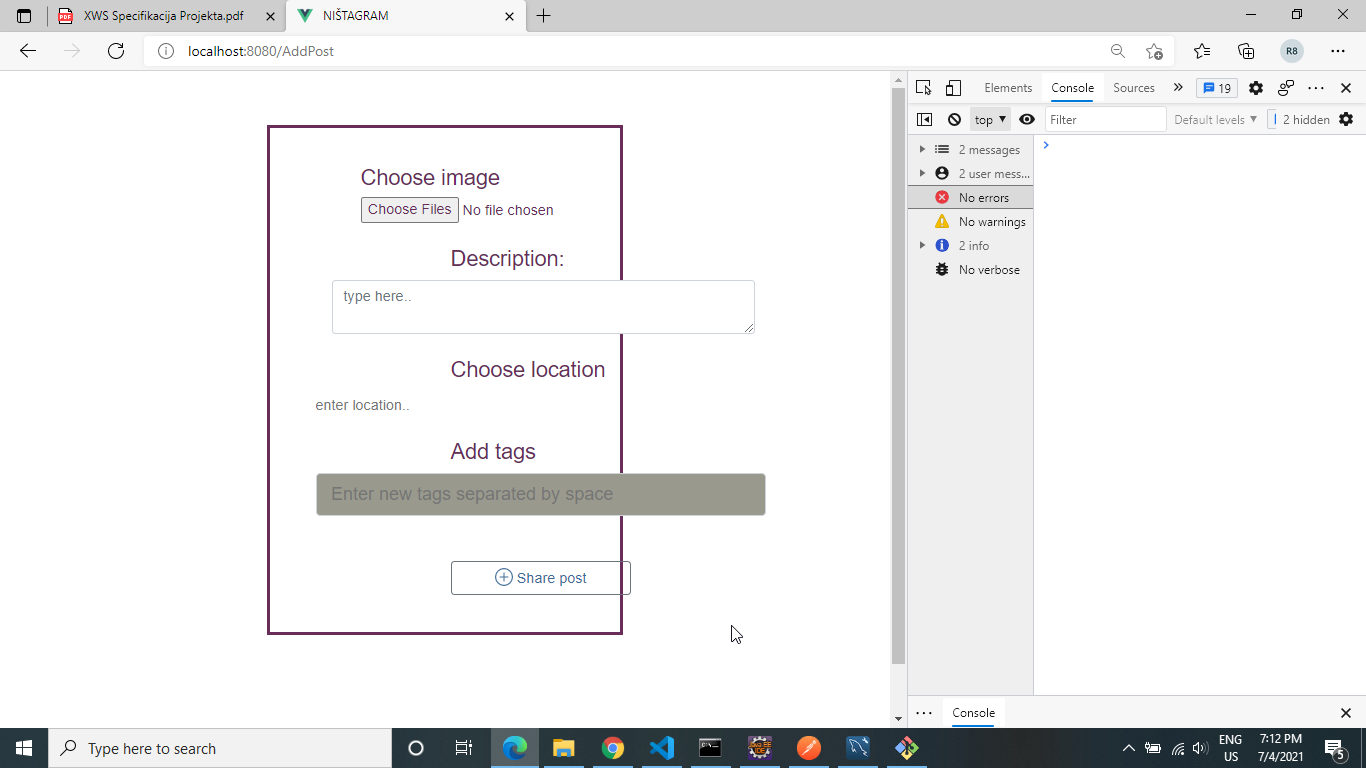 XWS Specifikacija Projekta.pdf
NIŠTAGRAM
localhost:8080/AddPost
R8
Elements
Console
Sources
19
top
Filter
Default levels
2 hidden
2 messages
2 user mess...
No errors
No warnings
2 info
No verbose
Choose image
Choose Files No file chosen
Description:
type here..
Choose location
enter location..
Add tags
Enter new tags separated by space
Share post
Console
Type here to search
ENG
US
7:12 PM
7/4/2021
5